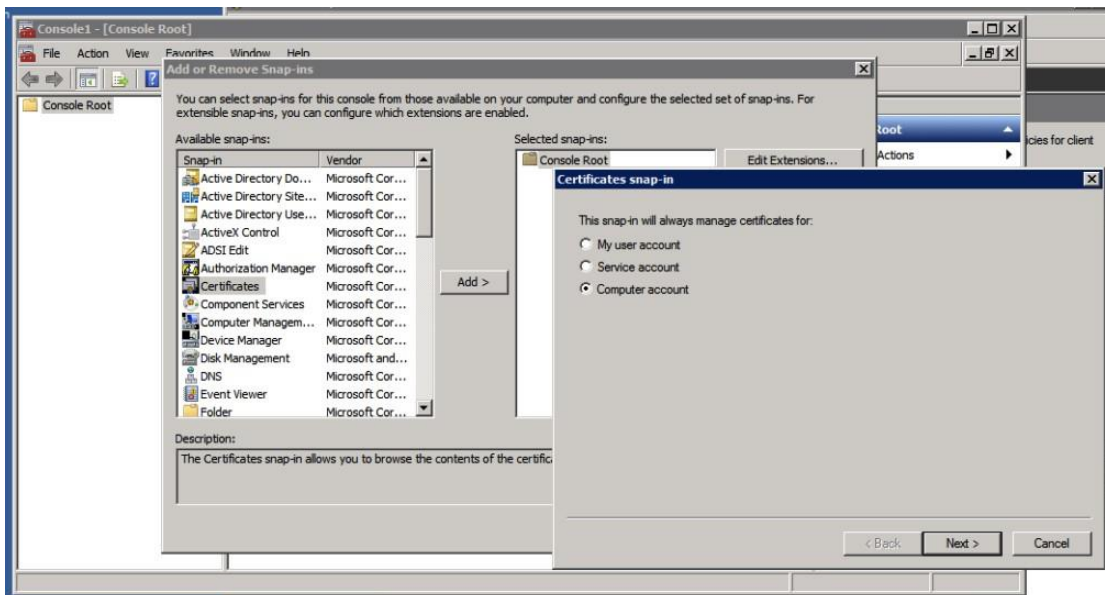 Console1 - [Console Root]
File Action View Favorites Window Help
Add or Remove Snap-ins
Console Root
You can select snap-ins for this console from those available on your computer and configure the selected set of snap-ins. For
extensible snap-ins, you can configure which extensions are enabled.
Available snap-ins:
Selected snap-ins:
Snap-in Vendor
Console Root
Edit Extensions...
Root
Actions
icies for client
Active Directory Do... Microsoft Cor...
Active Directory Site... Microsoft Cor...
Active Directory Use... Microsoft Cor...
ActiveX Control Microsoft Cor...
ADSI Edit Microsoft Cor...
Authorization Manager Microsoft Cor...
Certificates Microsoft Cor...
Component Services Microsoft Cor...
Computer Managem... Microsoft Cor...
Device Manager Microsoft Cor...
Disk Management Microsoft and...
DNS Microsoft Cor...
Event Viewer Microsoft Cor...
Folder Microsoft Cor...
Add >
Description:
The Certificates snap-in allows you to browse the contents of the certific
Certificates snap-in
This snap-in will always manage certificates for:
My user account
Service account
Computer account
< Back Next > Cancel